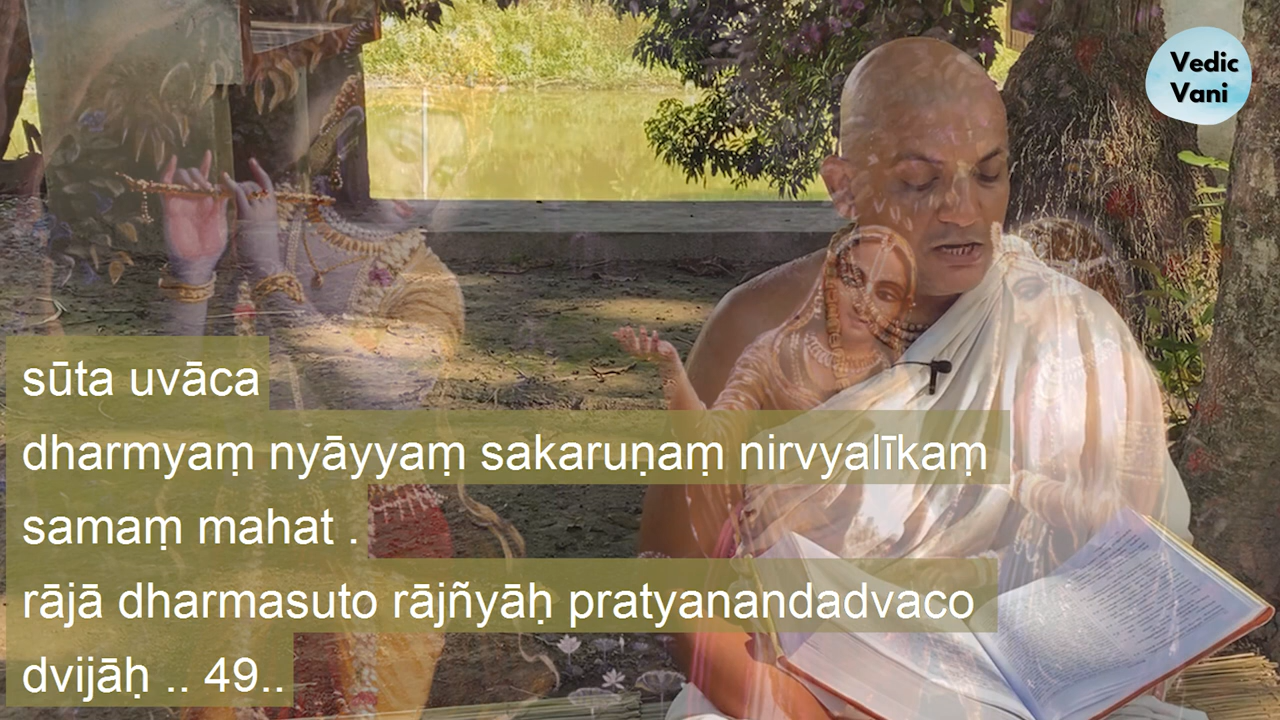 Vedic
Vani
sūta uvāca
dharmyaṃ nyāyyaṃ sakaruṇaṃ nirvyalīkaṃ
samaṃ mahat .
rājā dharmasuto rājñyāḥ pratyanandadvaco
dvijāḥ .. 49..